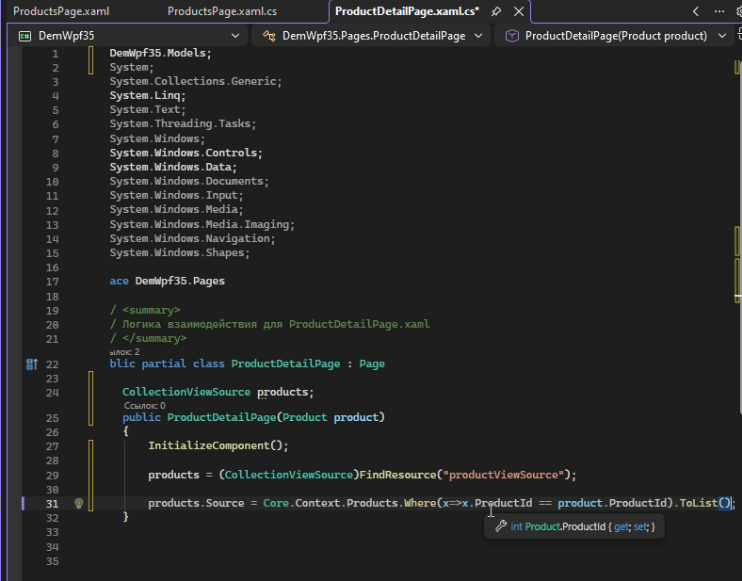 ProductsPage.xaml ProductsPage.xaml.cs ProductDetailPage.xaml.cs*
DemWpf35 DemWpf35.Pages.ProductDetailPage ProductDetailPage(Product product)
1 DemWpf35.Models;
2 System;
3 System.Collections.Generic;
4 System.Linq;
5 System.Text;
6 System.Threading.Tasks;
7 System.Windows;
8 System.Windows.Controls;
9 System.Windows.Data;
10 System.Windows.Documents;
11 System.Windows.Input;
12 System.Windows.Media;
13 System.Windows.Media.Imaging;
14 System.Windows.Navigation;
15 System.Windows.Shapes;
16
17 ace DemWpf35.Pages
18
19 / <summary>
20 / Логика взаимодействия для ProductDetailPage.xaml
21 / </summary>
ылок: 2
22 blic partial class ProductDetailPage : Page
23
24 CollectionViewSource products;
Ссылок: 0
25 public ProductDetailPage(Product product)
26 {
27 InitializeComponent();
28
29 products = (CollectionViewSource)FindResource("productViewSource");
30
31 products.Source = Core.Context.Products.Where(x=>x.ProductId == product.ProductId).ToList();
32 }
int Product.ProductId { get; set; }
33
34
35